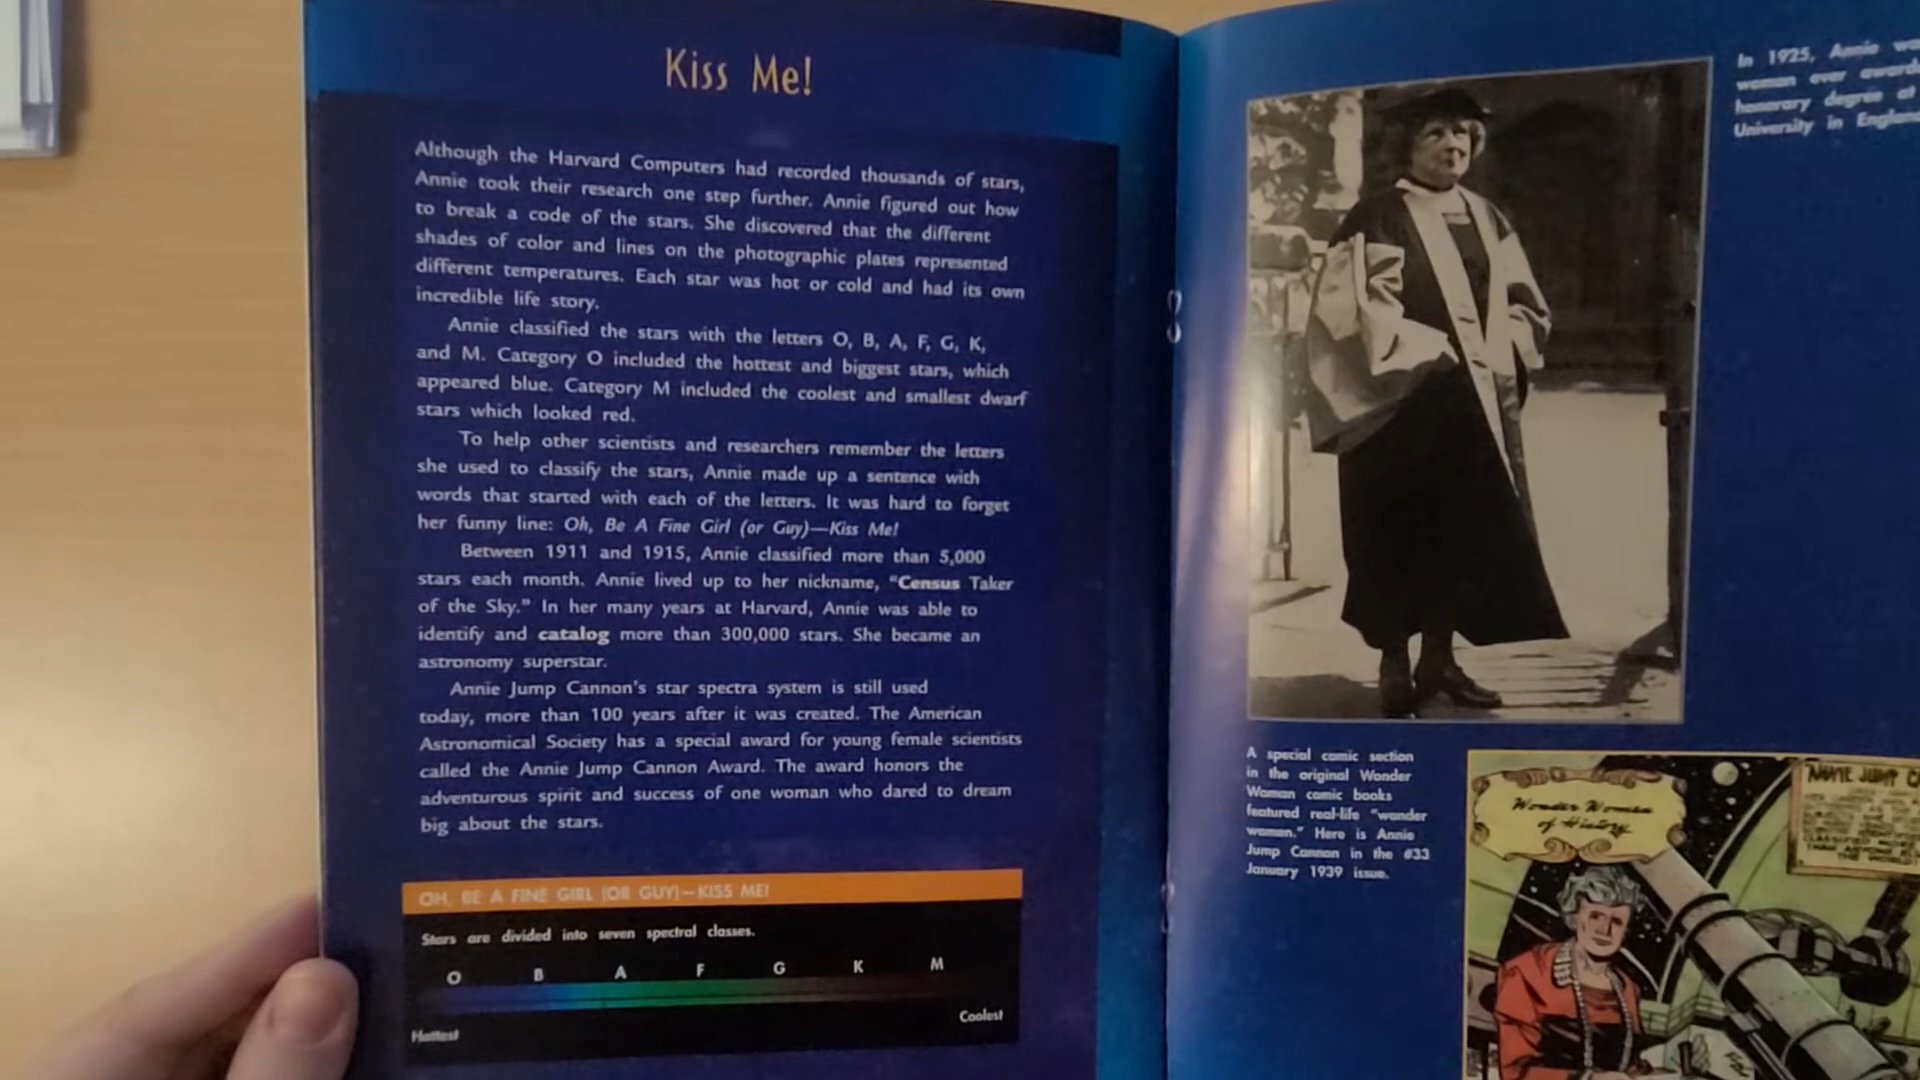 Kiss Me!
Although the Harvard Computers had recorded thousands of stars,
Annie took their research one step further. Annie figured out how
to break a code of the stars. She discovered that the different
shades of color and lines on the photographic plates represented
different temperatures. Each star was hot or cold and had its own
incredible life story.
Annie classified the stars with the letters O, B, A, F, G, K,
and M. Category O included the hottest and biggest stars, which
appeared blue. Category M included the coolest and smallest dwarf
stars which looked red.
To help other scientists and researchers remember the letters
she used to classify the stars, Annie made up a sentence with
words that started with each of the letters. It was hard to forget
her funny line: Oh, Be A Fine Girl (or Guy)—Kiss Me!
Between 1911 and 1915, Annie classified more than 5,000
stars each month. Annie lived up to her nickname, “Census Taker
of the Sky.” In her many years at Harvard, Annie was able to
identify and catalog more than 300,000 stars. She became an
astronomy superstar.
Annie Jump Cannon’s star spectra system is still used
today, more than 100 years after it was created. The American
Astronomical Society has a special award for young female scientists
called the Annie Jump Cannon Award. The award honors the
adventurous spirit and success of one woman who dared to dream
big about the stars.
OH, BE A FINE GIRL (OR GUY)—KISS ME!
Stars are divided into seven spectral classes.
O B A F G K M
Hottest
Coolest
In 1925, Annie
woman ever
honorary degree at
University in England
A special comic section
in the original Wonder
Woman comic books
featured real-life “wonder
women.” Here is Annie
Jump Cannon in the #33
January 1939 issue.
Wonder Women
of History
ANNIE JUMP
THE WORLD